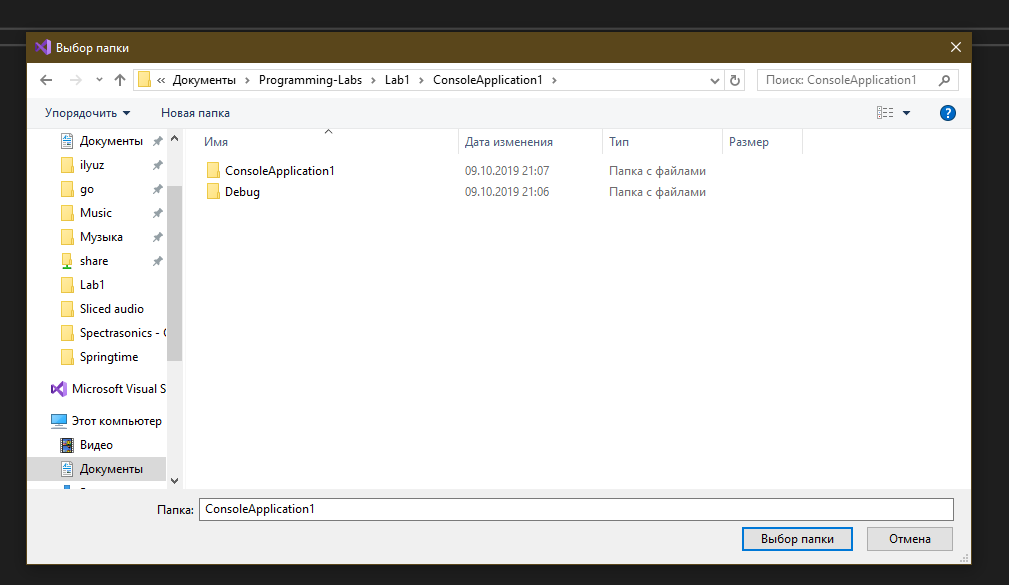 Выбор папки
« Документы > Programming-Labs > Lab1 > ConsoleApplication1 >
Поиск: ConsoleApplication1
Упорядочить
Новая папка
?
Документы
ilyuz
go
Music
Музыка
share
Lab1
Sliced audio
Spectrasonics -
Springtime
Microsoft Visual S
Этот компьютер
Видео
Документы
Имя
Дата изменения
Тип
Размер
ConsoleApplication1
09.10.2019 21:07
Папка с файлами
Debug
09.10.2019 21:06
Папка с файлами
Папка:
ConsoleApplication1
Выбор папки
Отмена